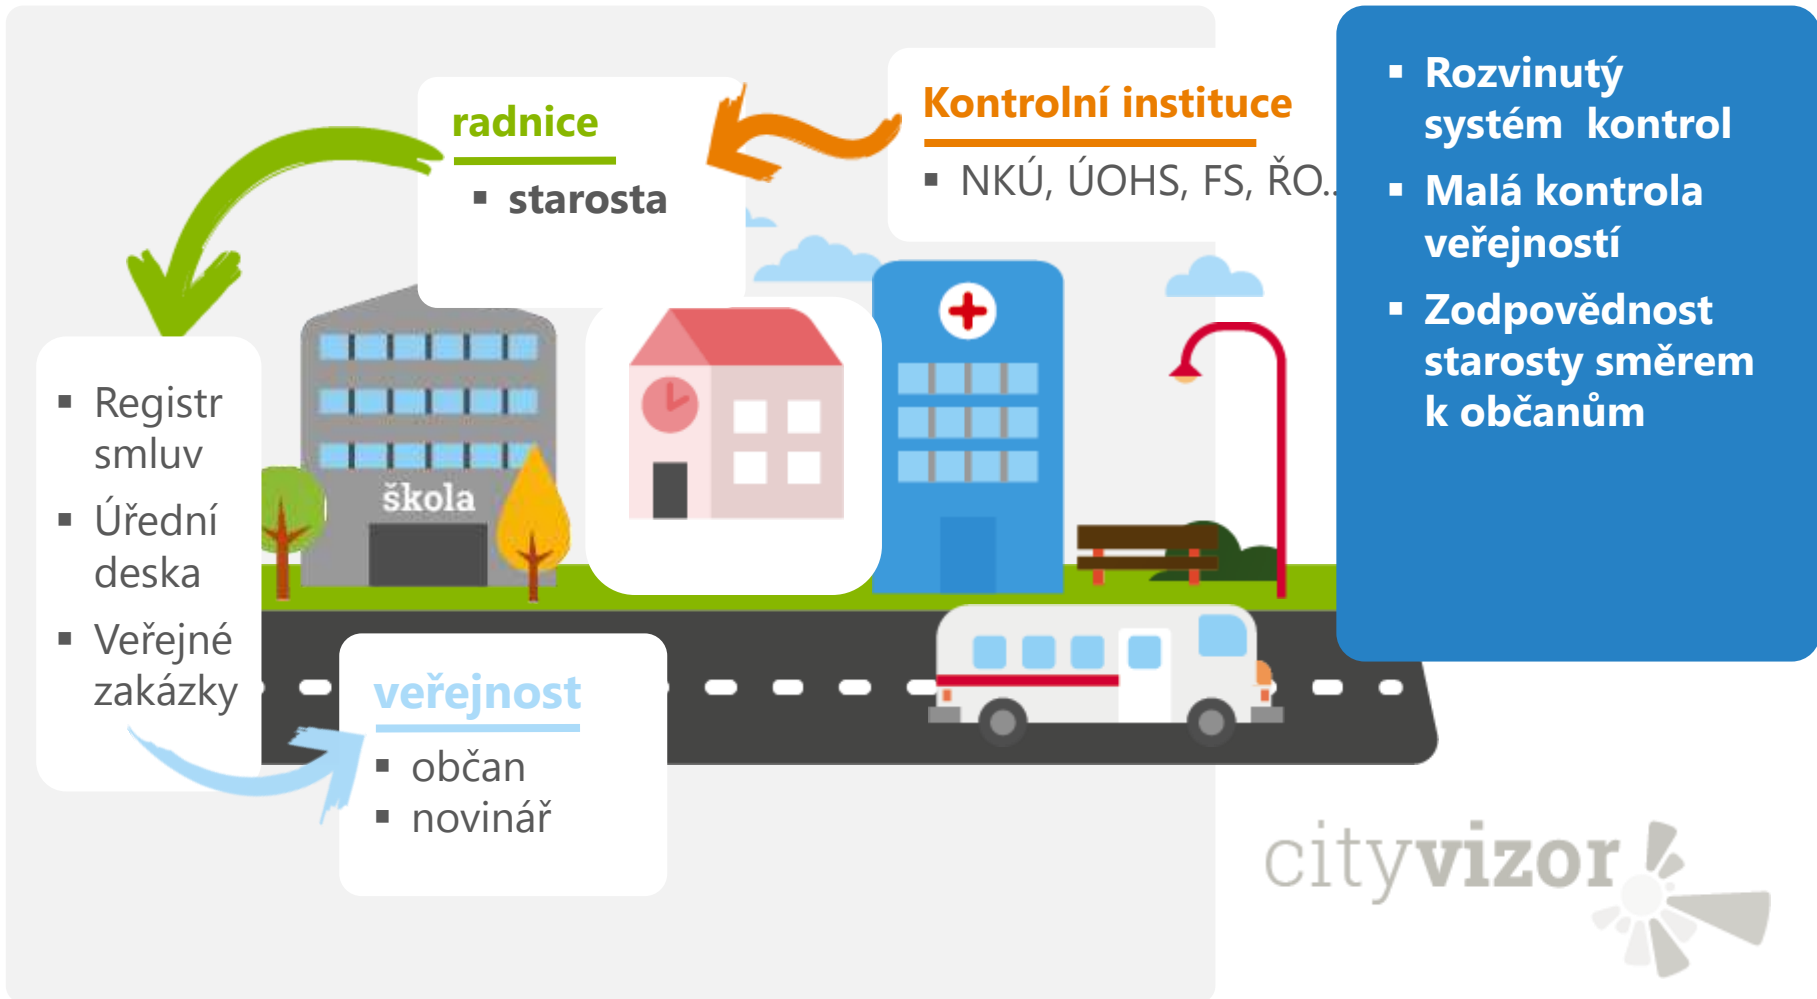 radnice
▪ starosta
Kontrolní instituce
▪ NKÚ, ÚOHS, FS, ŘO..
▪ Rozvinutý
systém kontrol
▪ Malá kontrola
veřejností
▪ Zodpovědnost
starosty směrem
k občanům
▪ Registr
smluv
▪ Úřední
deska
▪ Veřejné
zakázky
škola
veřejnost
▪ občan
▪ novinář
cityvizor